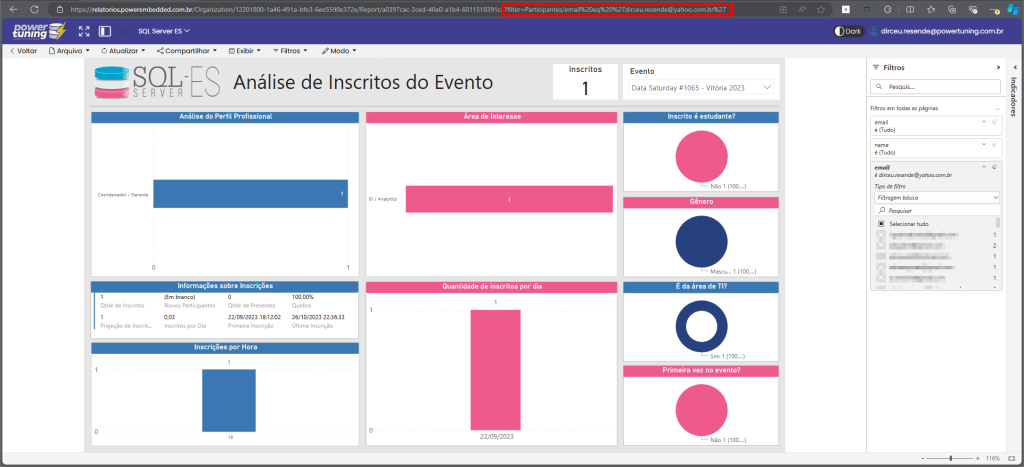 https://relatorios.powerembedded.com.br/Organization/12201800-1a46-491a-bfe3-6ee5590e372e/Report/a0397cac-3ced-40e0-a1b4-60111518391c?filter=Participantes/email%20eq%20%27dirceu.resende@yahoo.com.br%27
power tuning
SQL Server ES
Dark
dirceu.resende@powertuning.com.br
Voltar
Arquivo
Atualizar
Compartilhar
Exibir
Filtros
Modo
SQL SERVER ES
Análise de Inscritos do Evento
Inscritos
1
Evento
Data Saturday #1065 - Vitória 2023
Análise do Perfil Profissional
Coordenador / Gerente
1
0
1
Área de Interesse
BI / Analytics
1
Inscrito é estudante?
Não 1 (100,...)
Gênero
Mascu... 1 (100,...)
Informações sobre Inscrições
1
(Em branco)
0
100,00%
Qtde de Inscritos
Novos Participantes
Qtde de Presentes
Quebra
1
0,03
22/09/2023 18:12:02
26/10/2023 22:36:33
Projeção de Inscrit...
Inscritos por Dia
Primeira Inscrição
Última Inscrição
Quantidade de inscritos por dia
1
1
0
22/09/2023
É da área de TI?
Sim 1 (100,...)
Inscrições por Hora
1
1
0
18
Primeira vez no evento?
Não 1 (100,...)
Filtros
Pesquis...
Filtros em todas as páginas
...
email
é (Tudo)
name
é (Tudo)
email
é dirceu.resende@yahoo.com.br
Tipo de filtro
Filtragem básica
Pesquisar
Selecionar tudo
1
2
1
1
1
1
Indicadores
116%